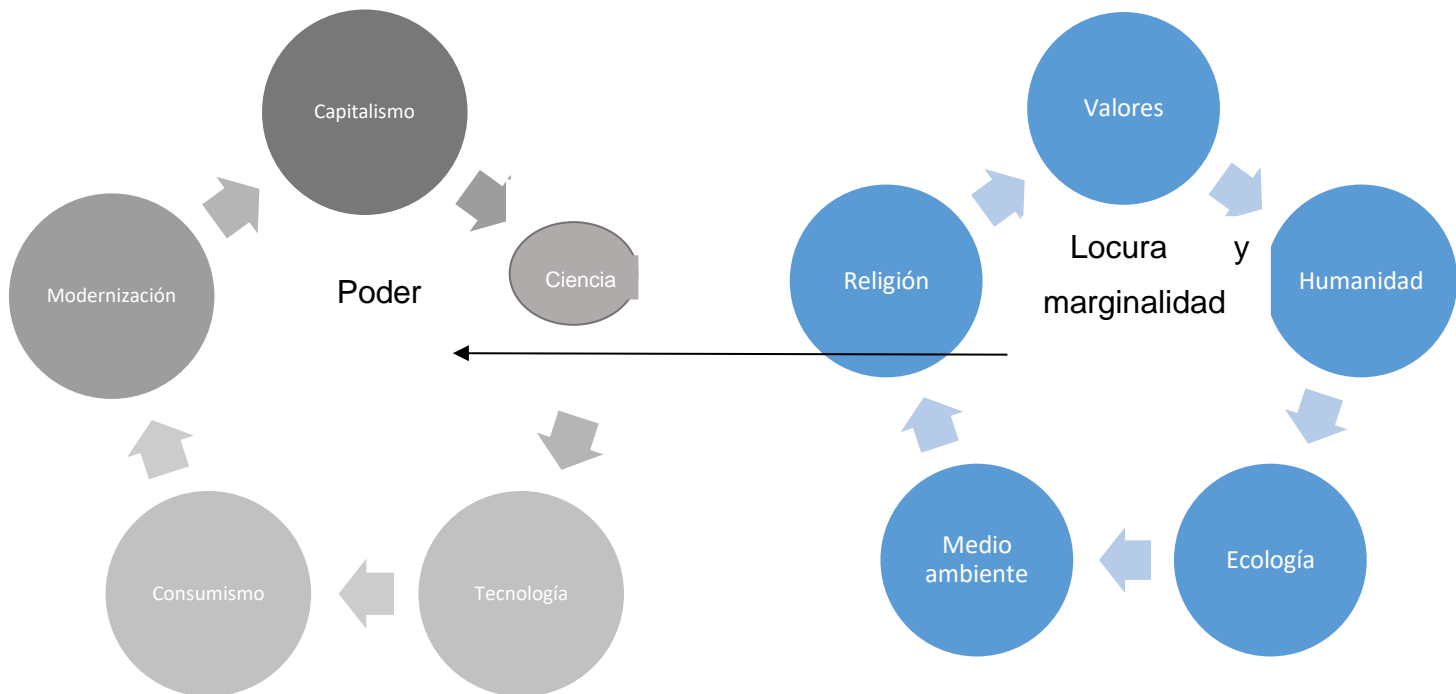 Capitalismo
Ciencia
Tecnología
Consumismo
Modernización
Poder
Valores
Humanidad
Ecología
Medio
ambiente
Religión
Locura y
marginalidad